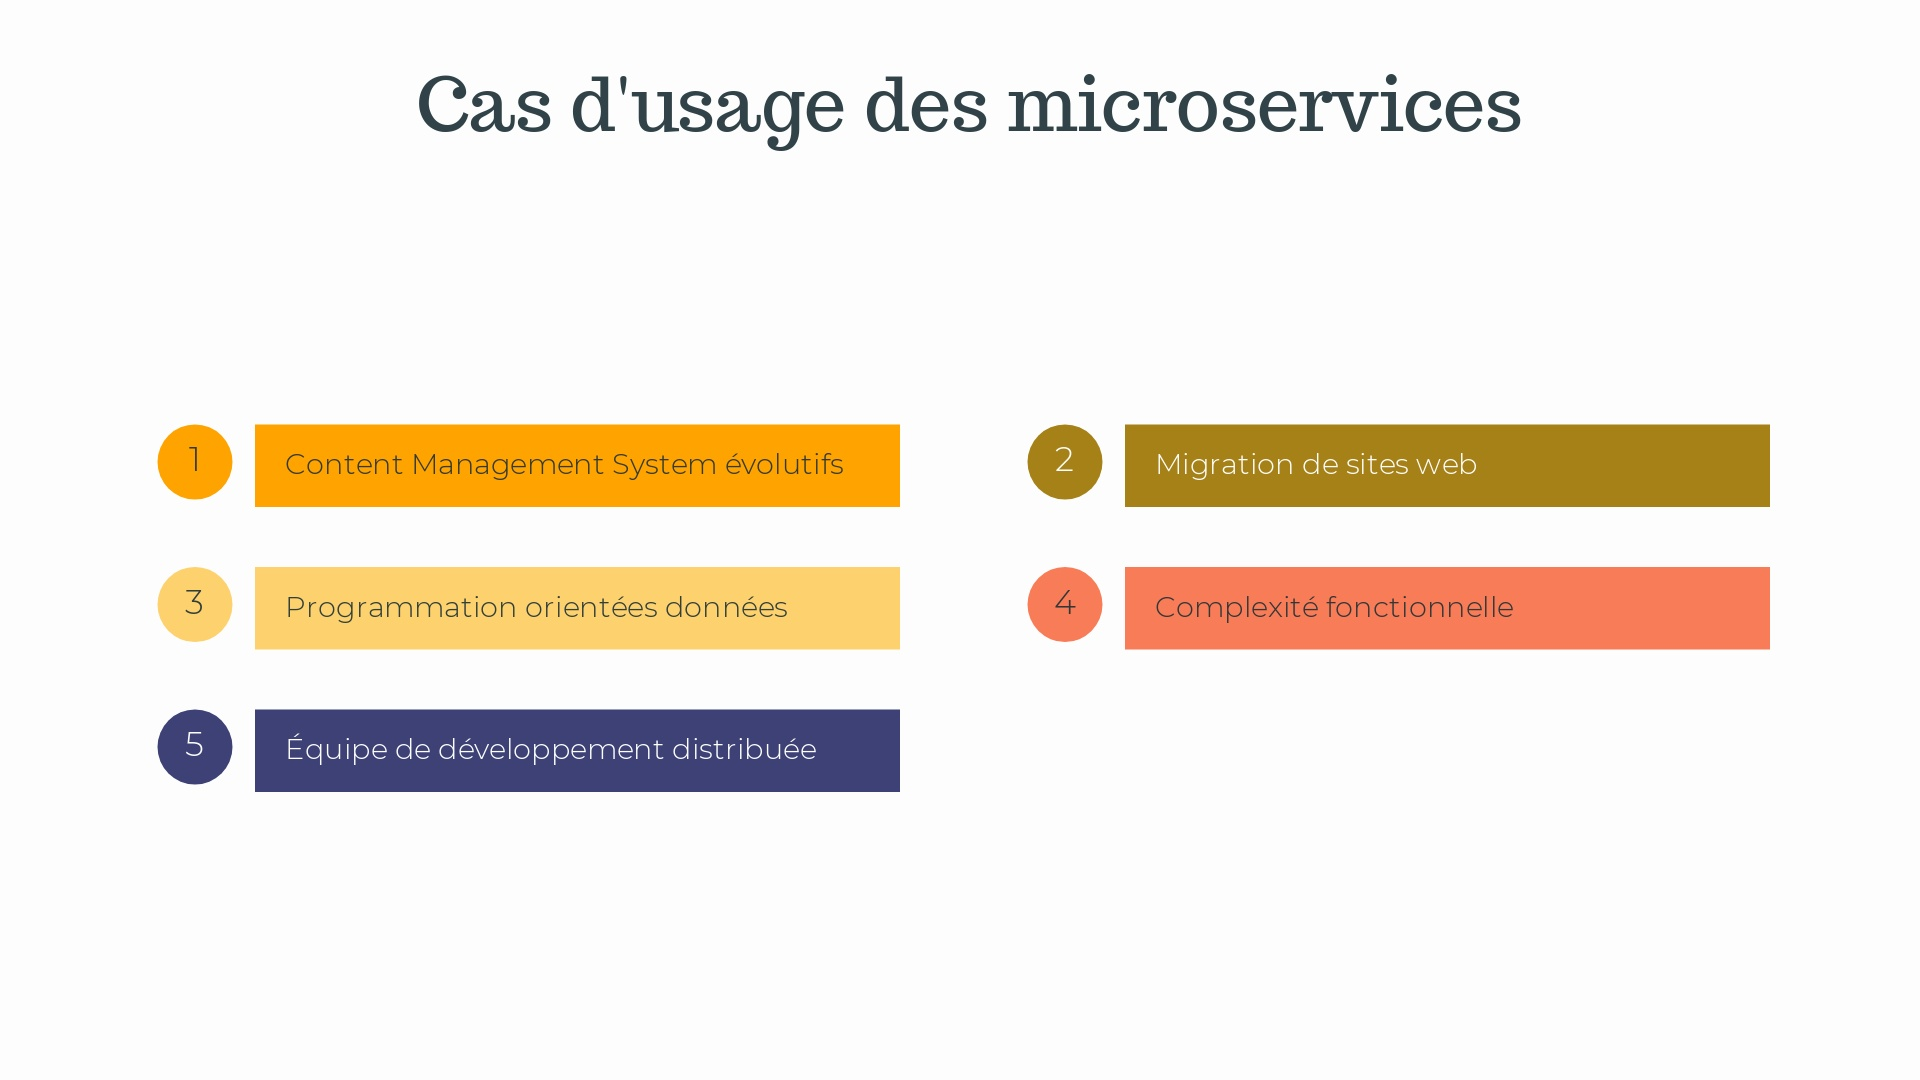 Cas d'usage des microservices
1
Content Management System évolutifs
2
Migration de sites web
3
Programmation orientées données
4
Complexité fonctionnelle
5
Équipe de développement distribuée